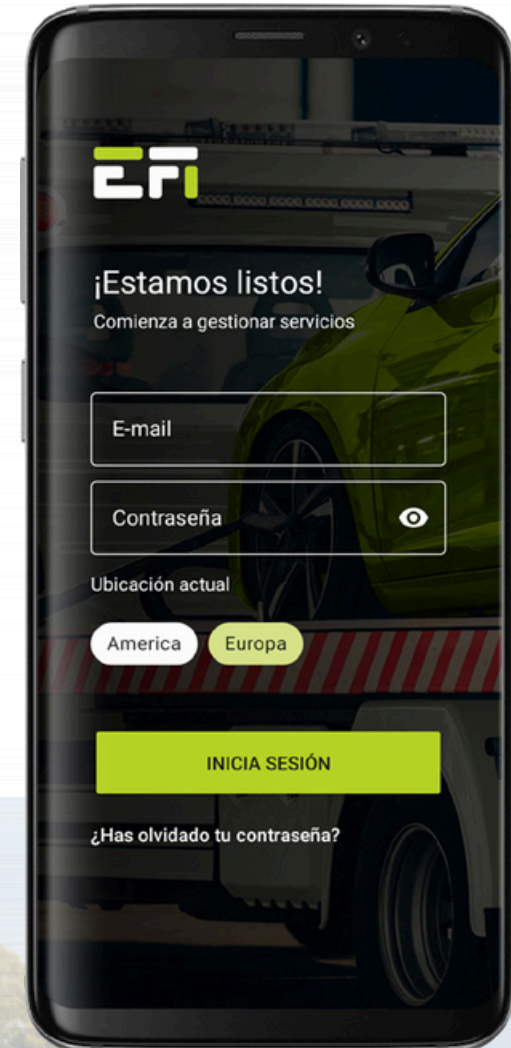 EFi
¡Estamos listos!
Comienza a gestionar servicios
E-mail
Contraseña
Ubicación actual
America Europa
INICIA SESIÓN
¿Has olvidado tu contraseña?